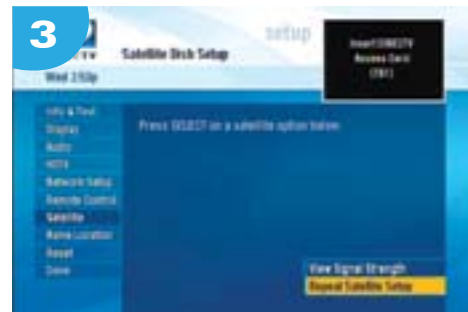 3
setup
Satellite Dish Setup
Insert DIRECTV
Access Card
Wed 2:50p
Info & Test
Display
Audio
HDTV
Network Setup
Remote Control
Satellite
Name Location
Reset
Done
Press SELECT on a satellite option below.
View Signal Strength
Repeat Satellite Setup